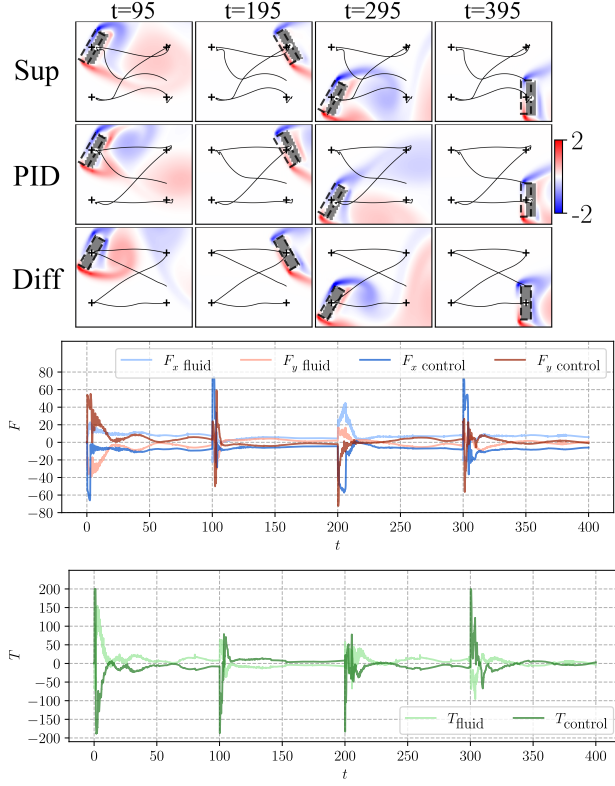 t=95 t=195 t=295 t=395
Sup
PID
Diff
2
-2
F_x fluid F_y fluid F_x control F_y control
80
60
40
20
0
−20
−40
−60
−80
F
0 50 100 150 200 250 300 350 400
t
200
150
100
50
0
−50
−100
−150
−200
T
T_fluid T_control
0 50 100 150 200 250 300 350 400
t